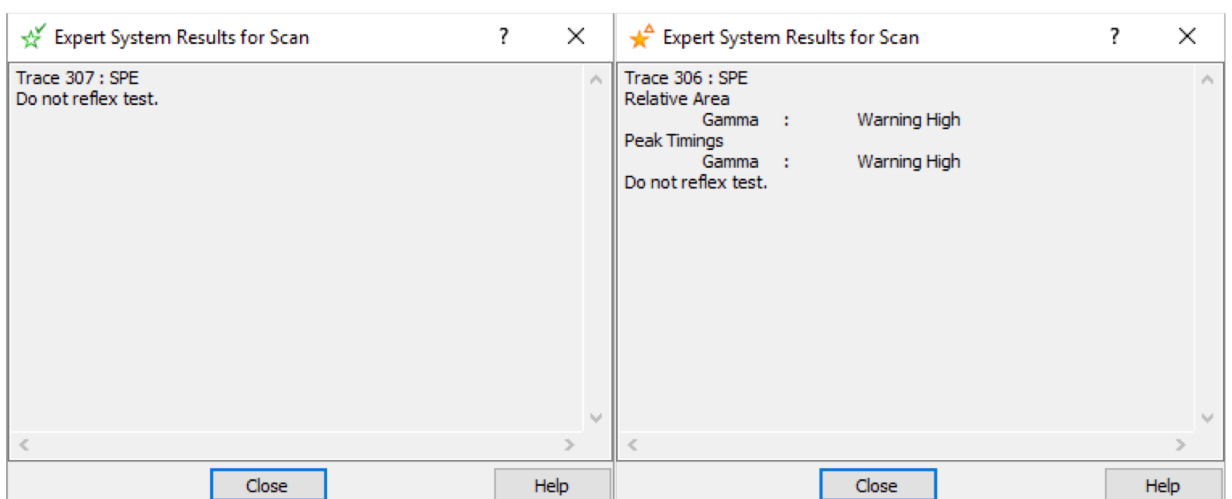 Expert System Results for Scan ?
Trace 307 : SPE
Do not reflex test.
Close Help
Expert System Results for Scan ?
Trace 306 : SPE
Relative Area
Gamma : Warning High
Peak Timings
Gamma : Warning High
Do not reflex test.
Close Help